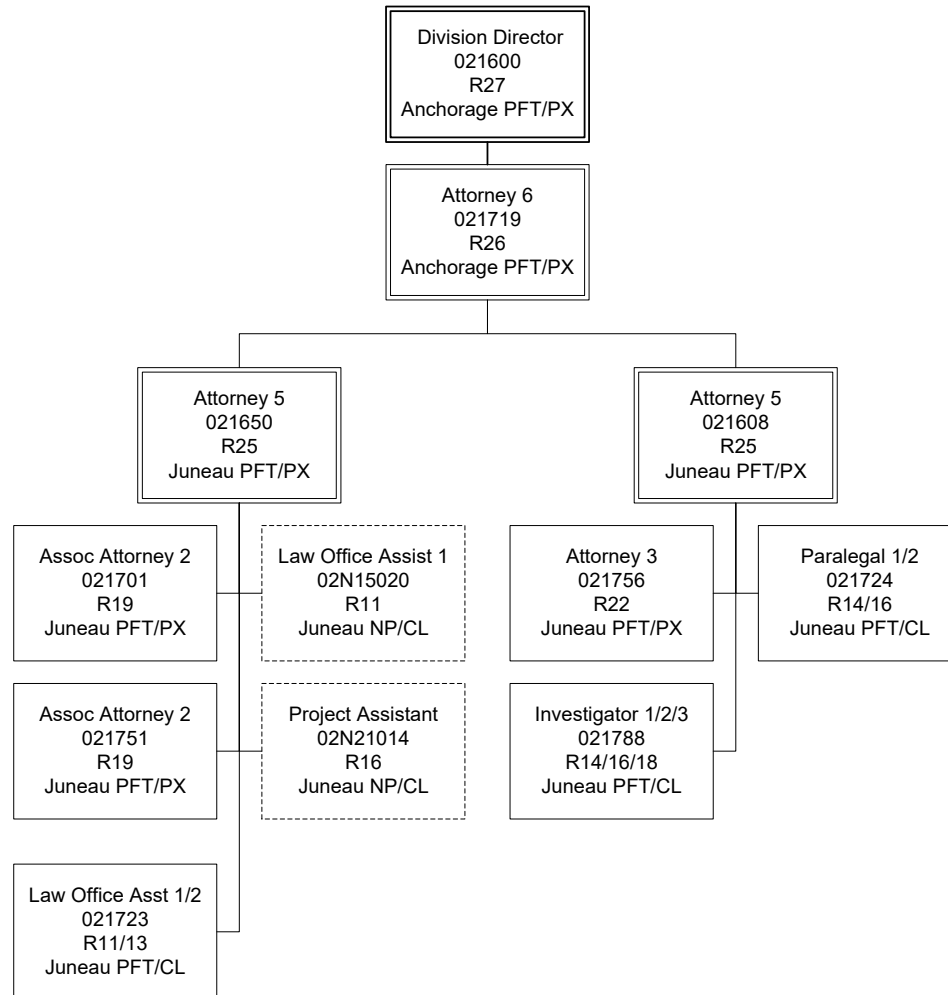 Division Director
021600
R27
Anchorage PFT/PX
Attorney 6
021719
R26
Anchorage PFT/PX
Attorney 5
021650
R25
Juneau PFT/PX
Attorney 5
021608
R25
Juneau PFT/PX
Assoc Attorney 2
021701
R19
Juneau PFT/PX
Law Office Assist 1
02N15020
R11
Juneau NP/CL
Attorney 3
021756
R22
Juneau PFT/PX
Paralegal 1/2
021724
R14/16
Juneau PFT/CL
Assoc Attorney 2
021751
R19
Juneau PFT/PX
Project Assistant
02N21014
R16
Juneau NP/CL
Investigator 1/2/3
021788
R14/16/18
Juneau PFT/CL
Law Office Asst 1/2
021723
R11/13
Juneau PFT/CL